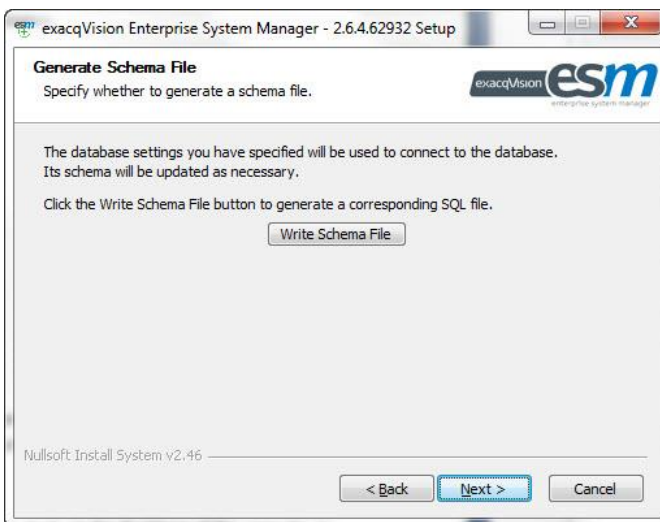 esm exacqVision Enterprise System Manager - 2.6.4.62932 Setup
Generate Schema File
Specify whether to generate a schema file.
exacqVision esm
enterprise system manager
The database settings you have specified will be used to connect to the database.
Its schema will be updated as necessary.
Click the Write Schema File button to generate a corresponding SQL file.
Write Schema File
Nullsoft Install System v2.46
< Back
Next >
Cancel